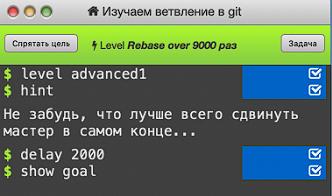 Изучаем ветвление в git
Спрятать цель
Level Rebase over 9000 раз
Задача
$ level advanced1
$ hint
Не забудь, что лучше всего сдвинуть
мастер в самом конце...
$ delay 2000
$ show goal